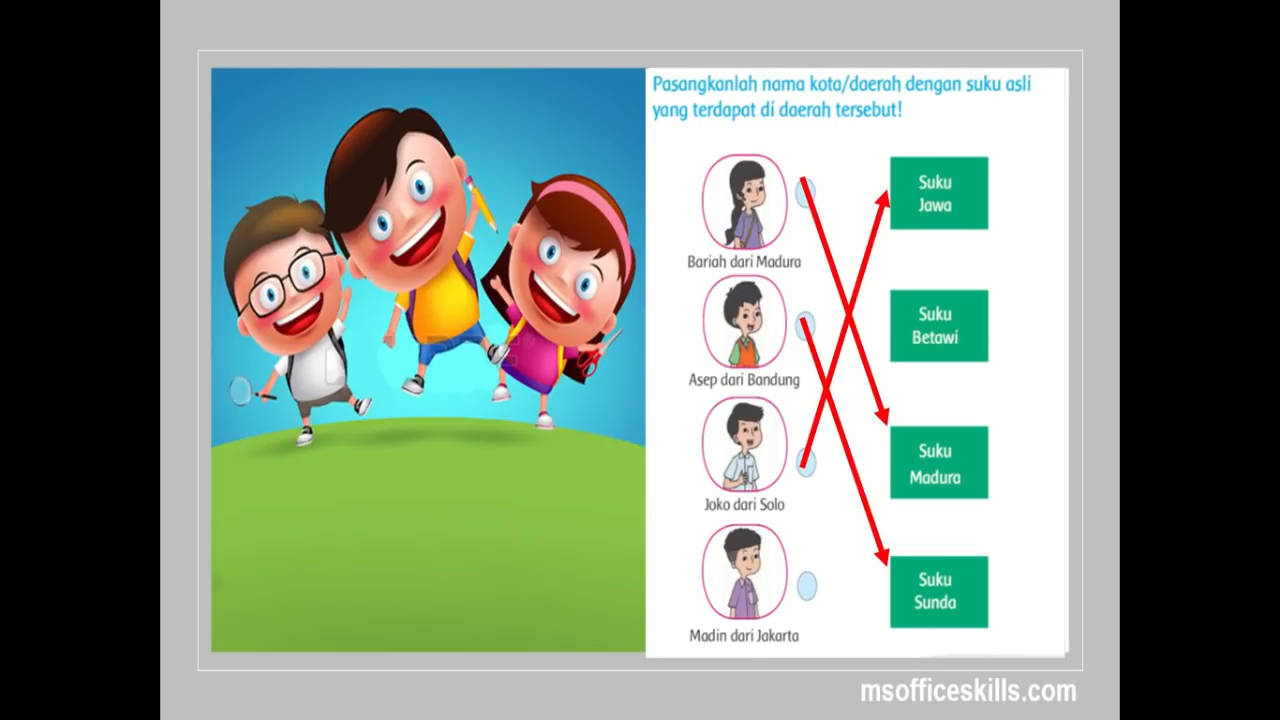 Pasangkanlah nama kota/daerah dengan suku asli
yang terdapat di daerah tersebut!
Bariah dari Madura
Asep dari Bandung
Joko dari Solo
Madin dari Jakarta
Suku
Jawa
Suku
Betawi
Suku
Madura
Suku
Sunda
msofficeskills.com